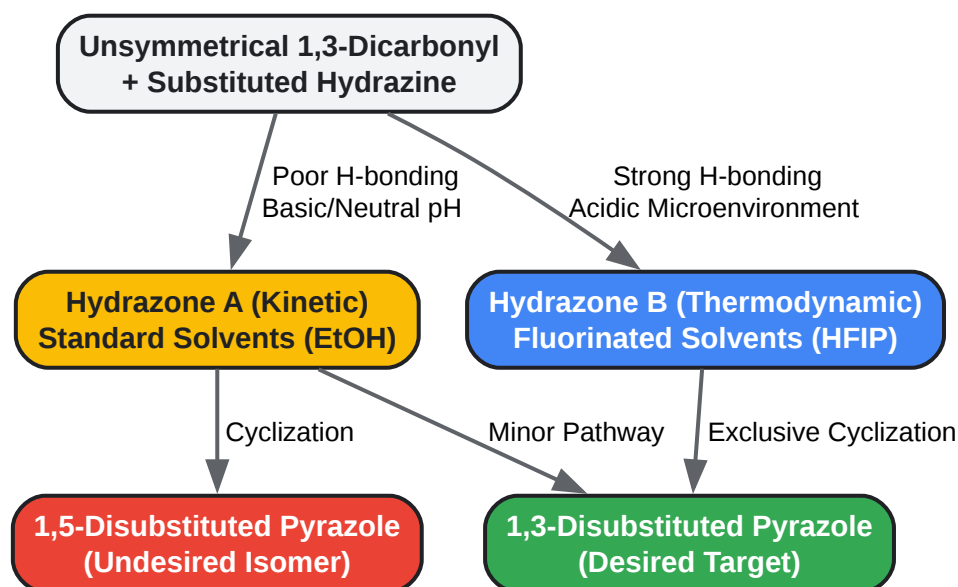 Unsymmetrical 1,3-Dicarbonyl
+ Substituted Hydrazine
Poor H-bonding
Basic/Neutral pH
Strong H-bonding
Acidic Microenvironment
Hydrazone A (Kinetic)
Standard Solvents (EtOH)
Hydrazone B (Thermodynamic)
Fluorinated Solvents (HFIP)
Cyclization
Minor Pathway
Exclusive Cyclization
1,5-Disubstituted Pyrazole
(Undesired Isomer)
1,3-Disubstituted Pyrazole
(Desired Target)